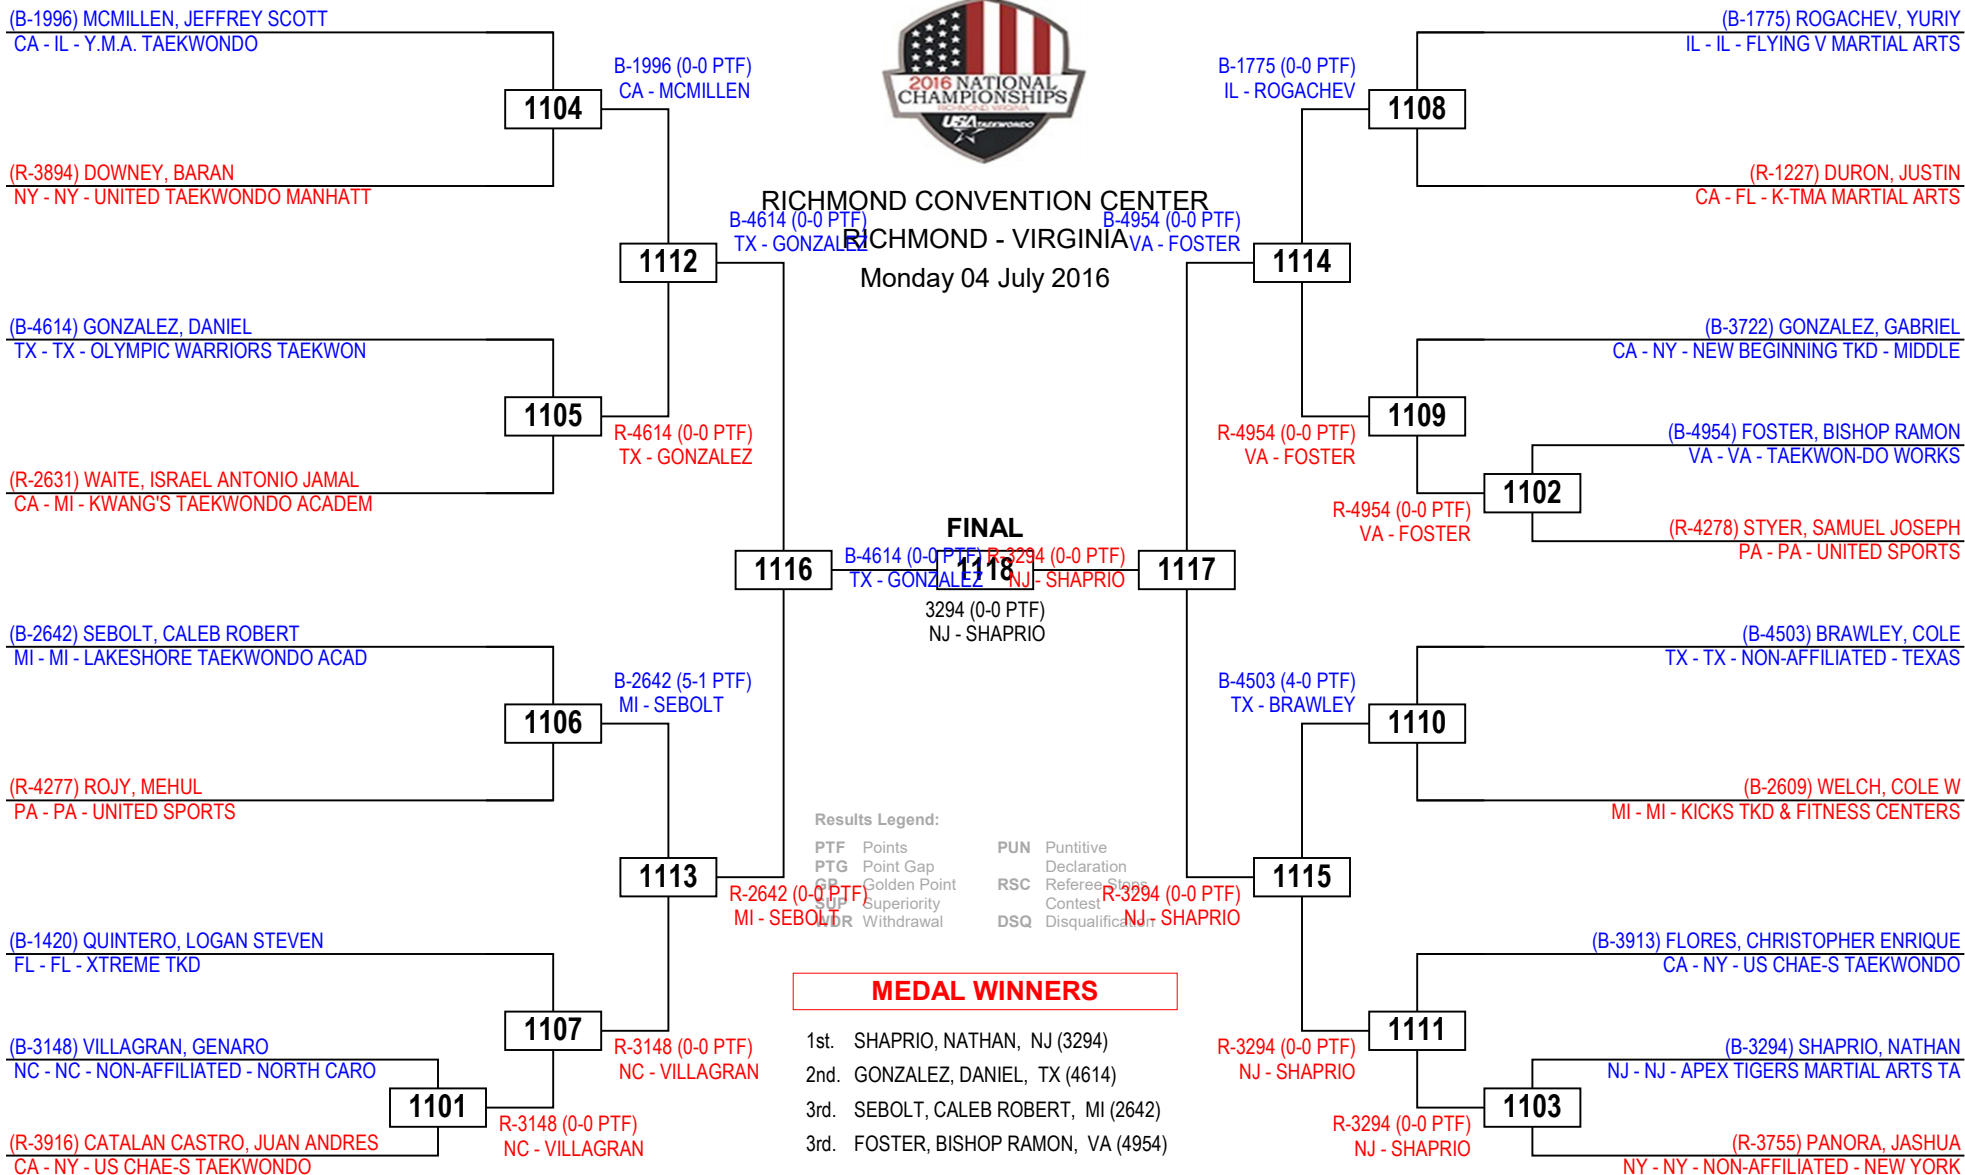 (B-1996) MCMILLEN, JEFFREY SCOTT
CA - IL - Y.M.A. TAEKWONDO
B-1996 (0-0 PTF)
CA - MCMILLEN
1104
(R-3894) DOWNEY, BARAN
NY - NY - UNITED TAEKWONDO MANHATT
B-4614 (0-0 PTF)
TX - GONZALEZ
1112
(B-4614) GONZALEZ, DANIEL
TX - TX - OLYMPIC WARRIORS TAEKWON
1105
R-4614 (0-0 PTF)
TX - GONZALEZ
(R-2631) WAITE, ISRAEL ANTONIO JAMAL
CA - MI - KWANG'S TAEKWONDO ACADEM
1116
(B-2642) SEBOLT, CALEB ROBERT
MI - MI - LAKESHORE TAEKWONDO ACAD
B-2642 (5-1 PTF)
MI - SEBOLT
1106
(R-4277) ROJY, MEHUL
PA - PA - UNITED SPORTS
1113
R-2642 (0-0 PTF)
MI - SEBOLT
(B-1420) QUINTERO, LOGAN STEVEN
FL - FL - XTREME TKD
1107
R-3148 (0-0 PTF)
NC - VILLAGRAN
(B-3148) VILLAGRAN, GENARO
NC - NC - NON-AFFILIATED - NORTH CARO
1101
R-3148 (0-0 PTF)
NC - VILLAGRAN
(R-3916) CATALAN CASTRO, JUAN ANDRES
CA - NY - US CHAE-S TAEKWONDO
2016 NATIONAL
CHAMPIONSHIPS
RICHMOND, VIRGINIA
USA TAEKWONDO
RICHMOND CONVENTION CENTER
RICHMOND - VIRGINIA
Monday 04 July 2016
FINAL
B-4614 (0-0 PTF)
TX - GONZALEZ
1118
R-3294 (0-0 PTF)
NJ - SHAPRIO
3294 (0-0 PTF)
NJ - SHAPRIO
Results Legend:
PTF Points
PTG Point Gap
GP Golden Point
SUP Superiority
WDR Withdrawal
PUN Puntitive
Declaration
RSC Referee Stops
Contest
DSQ Disqualification
MEDAL WINNERS
1st. SHAPRIO, NATHAN, NJ (3294)
2nd. GONZALEZ, DANIEL, TX (4614)
3rd. SEBOLT, CALEB ROBERT, MI (2642)
3rd. FOSTER, BISHOP RAMON, VA (4954)
(B-1775) ROGACHEV, YURIY
IL - IL - FLYING V MARTIAL ARTS
B-1775 (0-0 PTF)
IL - ROGACHEV
1108
(R-1227) DURON, JUSTIN
CA - FL - K-TMA MARTIAL ARTS
B-4954 (0-0 PTF)
VA - FOSTER
1114
(B-3722) GONZALEZ, GABRIEL
CA - NY - NEW BEGINNING TKD - MIDDLE
1109
R-4954 (0-0 PTF)
VA - FOSTER
(B-4954) FOSTER, BISHOP RAMON
VA - VA - TAEKWON-DO WORKS
1102
R-4954 (0-0 PTF)
VA - FOSTER
(R-4278) STYER, SAMUEL JOSEPH
PA - PA - UNITED SPORTS
1117
(B-4503) BRAWLEY, COLE
TX - TX - NON-AFFILIATED - TEXAS
B-4503 (4-0 PTF)
TX - BRAWLEY
1110
(B-2609) WELCH, COLE W
MI - MI - KICKS TKD & FITNESS CENTERS
1115
R-3294 (0-0 PTF)
NJ - SHAPRIO
(B-3913) FLORES, CHRISTOPHER ENRIQUE
CA - NY - US CHAE-S TAEKWONDO
1111
R-3294 (0-0 PTF)
NJ - SHAPRIO
(B-3294) SHAPRIO, NATHAN
NJ - NJ - APEX TIGERS MARTIAL ARTS TA
1103
R-3294 (0-0 PTF)
NJ - SHAPRIO
(R-3755) PANORA, JASHUA
NY - NY - NON-AFFILIATED - NEW YORK